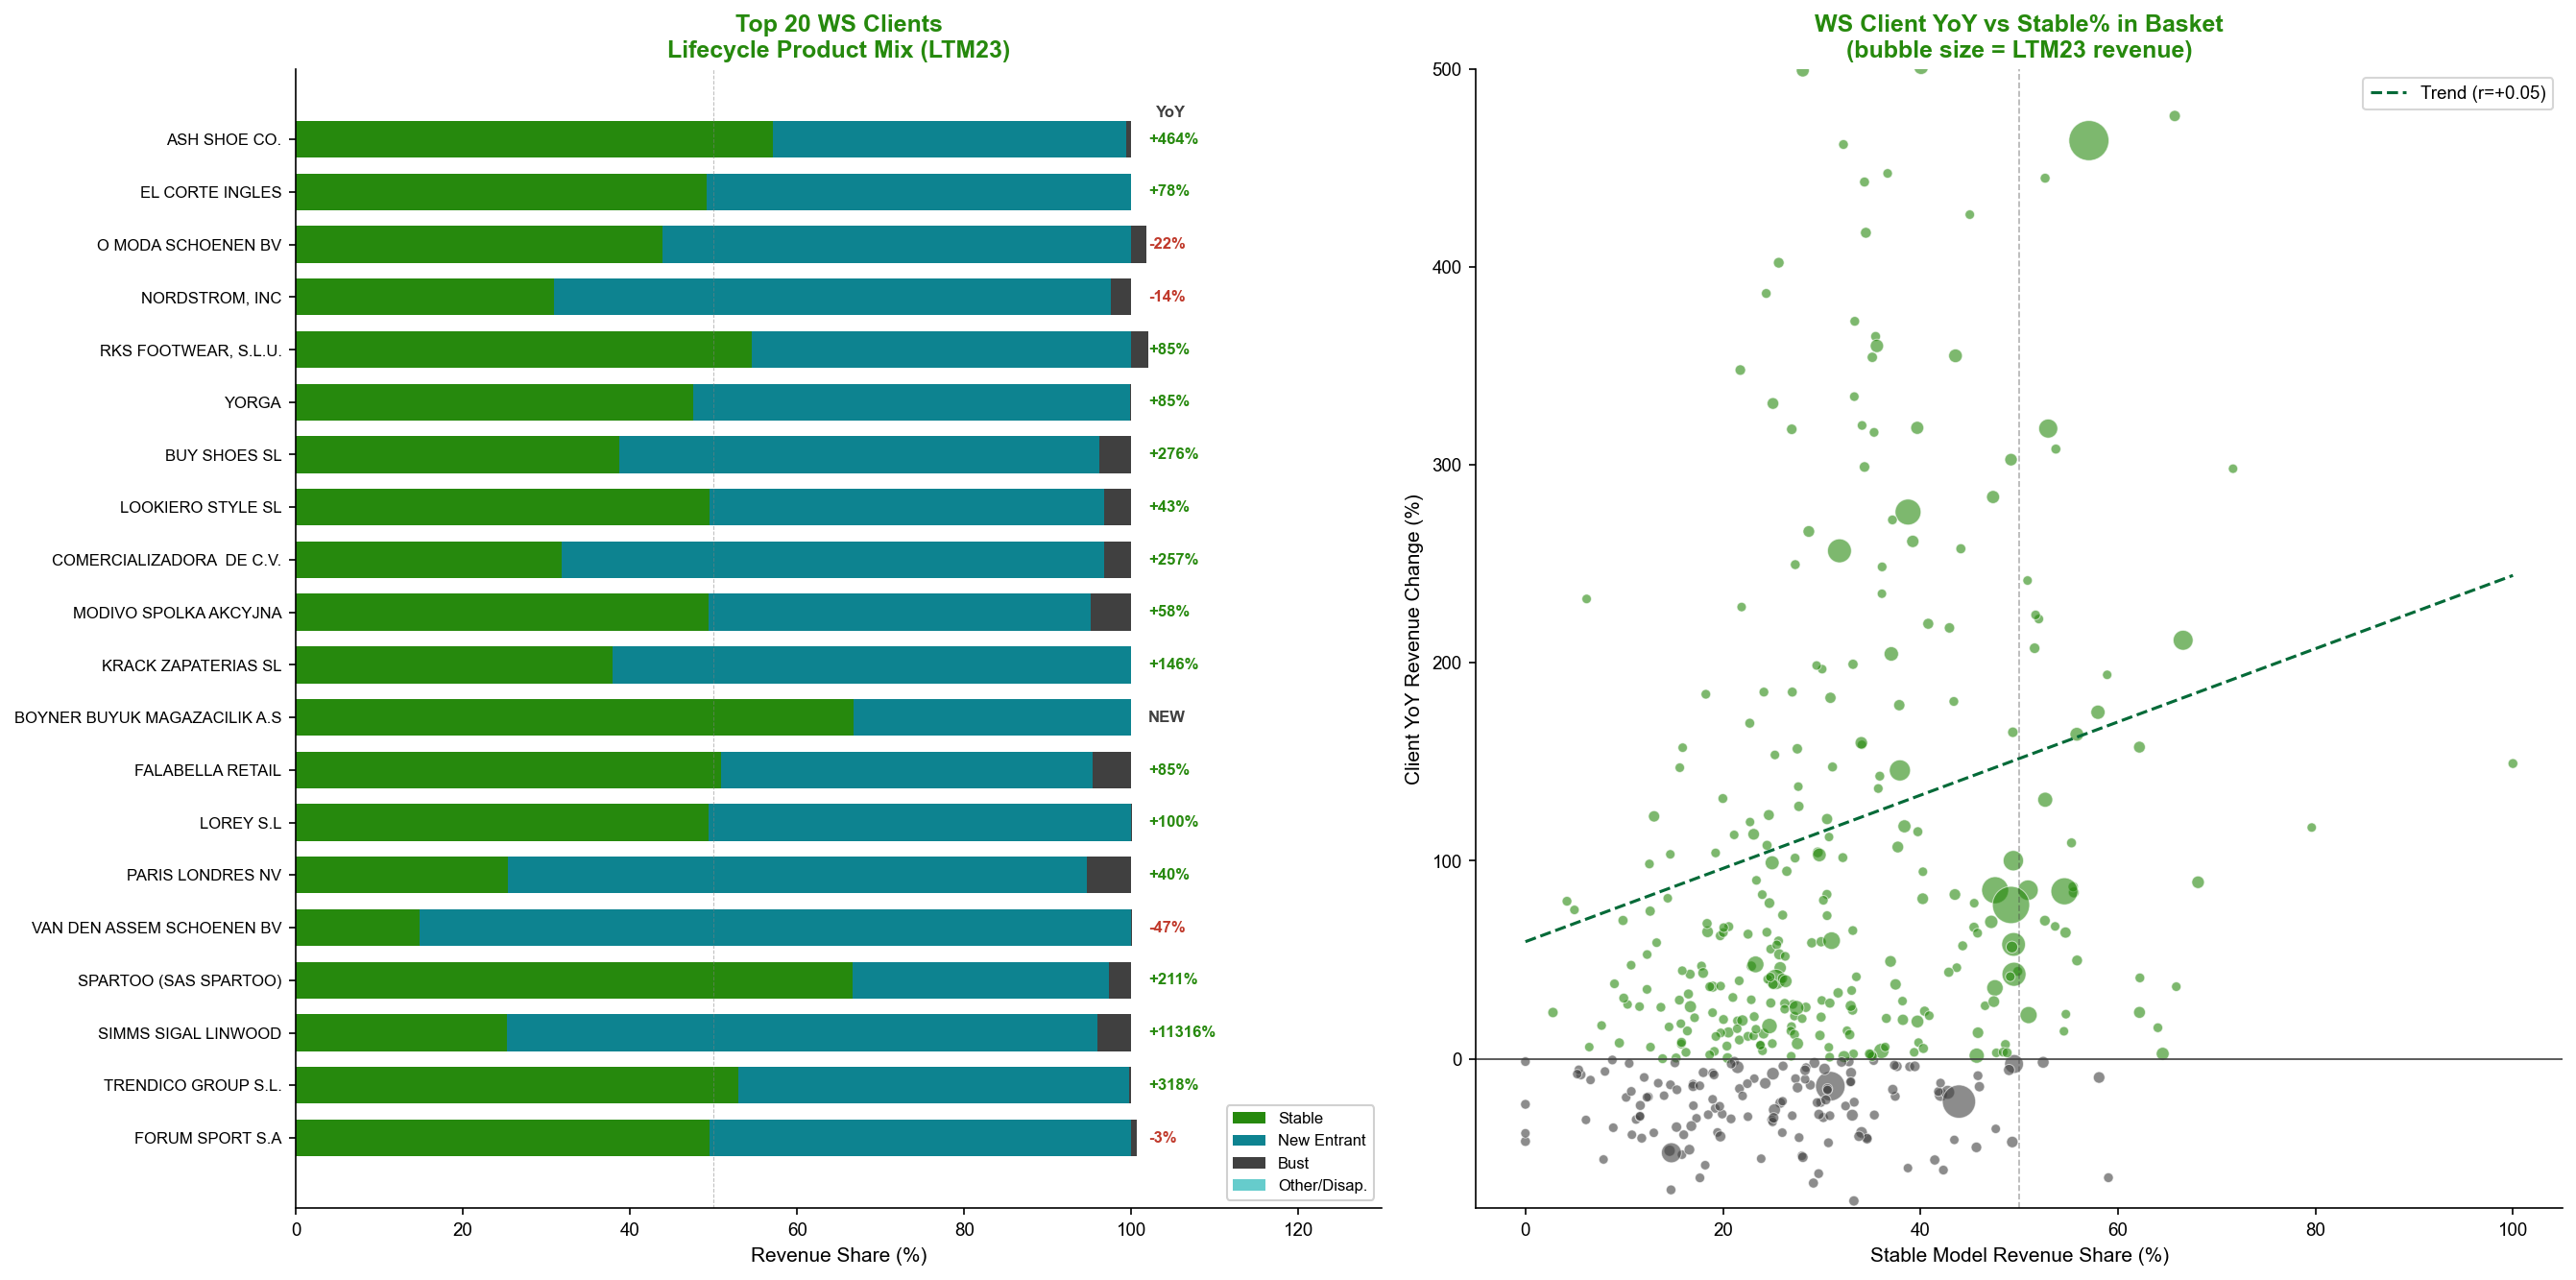 Top 20 WS Clients
Lifecycle Product Mix (LTM23)
YoY
ASH SHOE CO. +464%
EL CORTE INGLES +78%
O MODA SCHOENEN BV -22%
NORDSTROM, INC -14%
RKS FOOTWEAR, S.L.U. +85%
YORGA +85%
BUY SHOES SL +276%
LOOKIERO STYLE SL +43%
COMERCIALIZADORA  DE C.V. +257%
MODIVO SPOLKA AKCYJNA +58%
KRACK ZAPATERIAS SL +146%
BOYNER BUYUK MAGAZACILIK A.S NEW
FALABELLA RETAIL +85%
LOREY S.L +100%
PARIS LONDRES NV +40%
VAN DEN ASSEM SCHOENEN BV -47%
SPARTOO (SAS SPARTOO) +211%
SIMMS SIGAL LINWOOD +11316%
TRENDICO GROUP S.L. +318%
FORUM SPORT S.A -3%
Stable
New Entrant
Bust
Other/Disap.
0 20 40 60 80 100 120
Revenue Share (%)
WS Client YoY vs Stable% in Basket
(bubble size = LTM23 revenue)
Trend (r=+0.05)
500
400
300
200
100
0
Client YoY Revenue Change (%)
0 20 40 60 80 100
Stable Model Revenue Share (%)